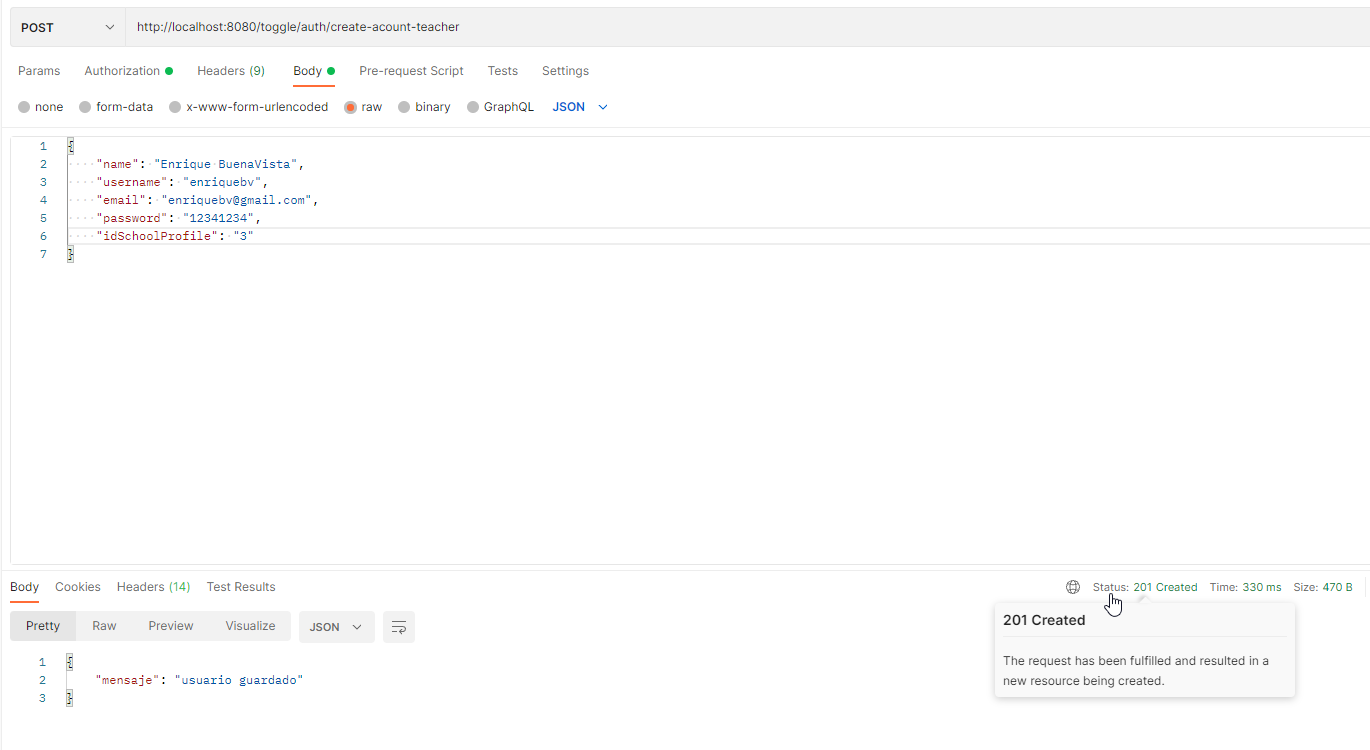 POST http://localhost:8080/toggle/auth/create-acount-teacher
Params Authorization Headers (9) Body Pre-request Script Tests Settings
none form-data x-www-form-urlencoded raw binary GraphQL JSON
1 {
2 "name": "Enrique BuenaVista",
3 "username": "enriquebv",
4 "email": "enriquebv@gmail.com",
5 "password": "12341234",
6 "idSchoolProfile": "3"
7 }
Body Cookies Headers (14) Test Results Status: 201 Created Time: 330 ms Size: 470 B
Pretty Raw Preview Visualize JSON
201 Created
The request has been fulfilled and resulted in a
new resource being created.
1 {
2 "mensaje": "usuario guardado"
3 }